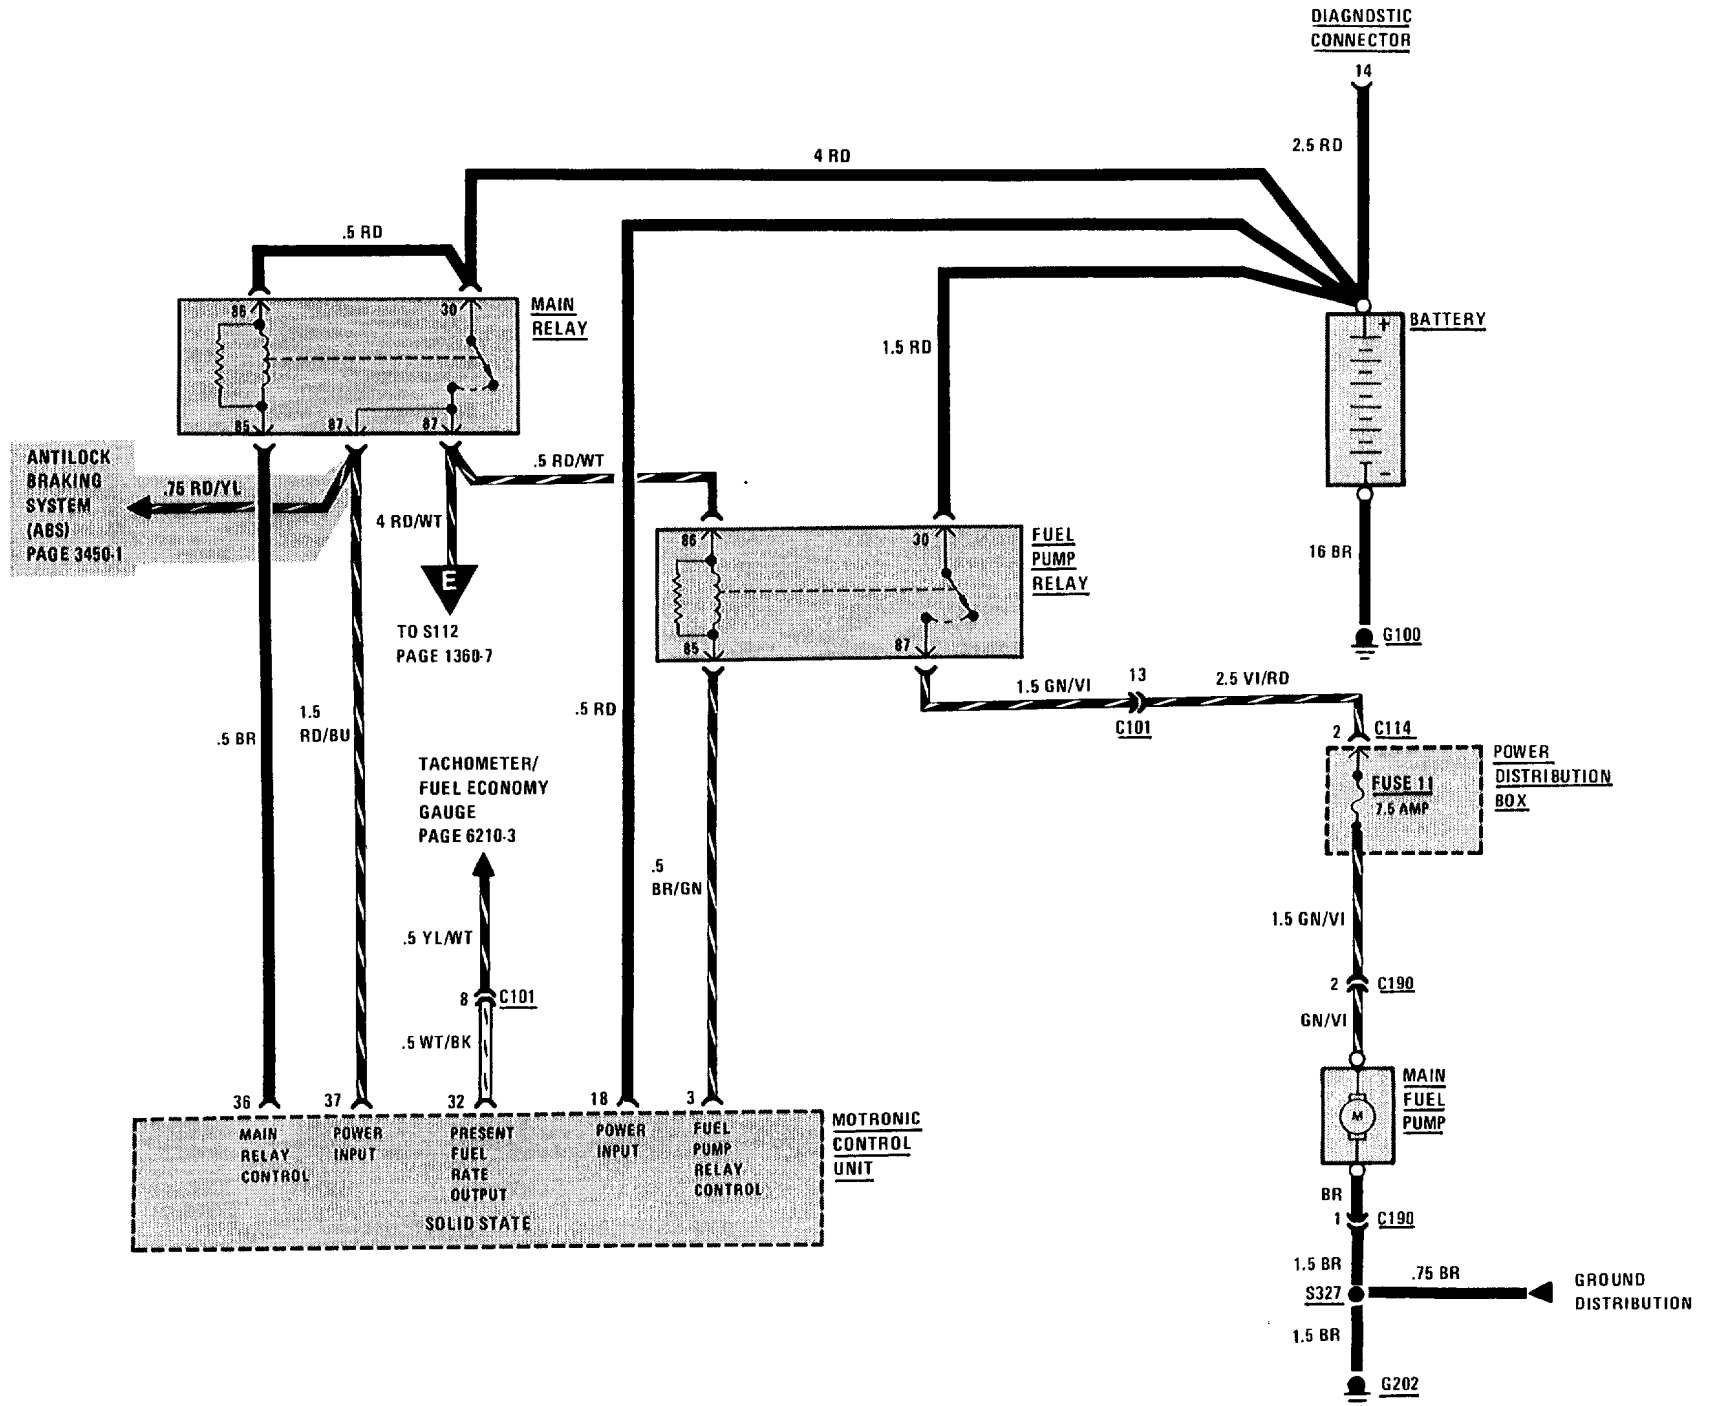 DIAGNOSTIC
CONNECTOR
14
2.5 RD
4 RD
.5 RD
86
30
MAIN
RELAY
85
87
87
1.5 RD
+
BATTERY
-
16 BR
G100
ANTILOCK
BRAKING
SYSTEM
(ABS)
PAGE 3450-1
.75 RD/YL
4 RD/WT
.5 RD/WT
E
TO S112
PAGE 1360-7
86
30
FUEL
PUMP
RELAY
85
87
1.5 GN/VI
13
C101
2.5 VI/RD
2
C114
FUSE 11
7.5 AMP
POWER
DISTRIBUTION
BOX
.5 BR
1.5
RD/BU
.5 RD
TACHOMETER/
FUEL ECONOMY
GAUGE
PAGE 6210-3
.5
BR/GN
.5 YL/WT
8
C101
.5 WT/BK
1.5 GN/VI
2
C190
GN/VI
MAIN
FUEL
PUMP
M
BR
1
C190
1.5 BR
S327
.75 BR
GROUND
DISTRIBUTION
1.5 BR
G202
36
37
32
18
3
MAIN
RELAY
CONTROL
POWER
INPUT
PRESENT
FUEL
RATE
OUTPUT
POWER
INPUT
FUEL
PUMP
RELAY
CONTROL
SOLID STATE
MOTRONIC
CONTROL
UNIT